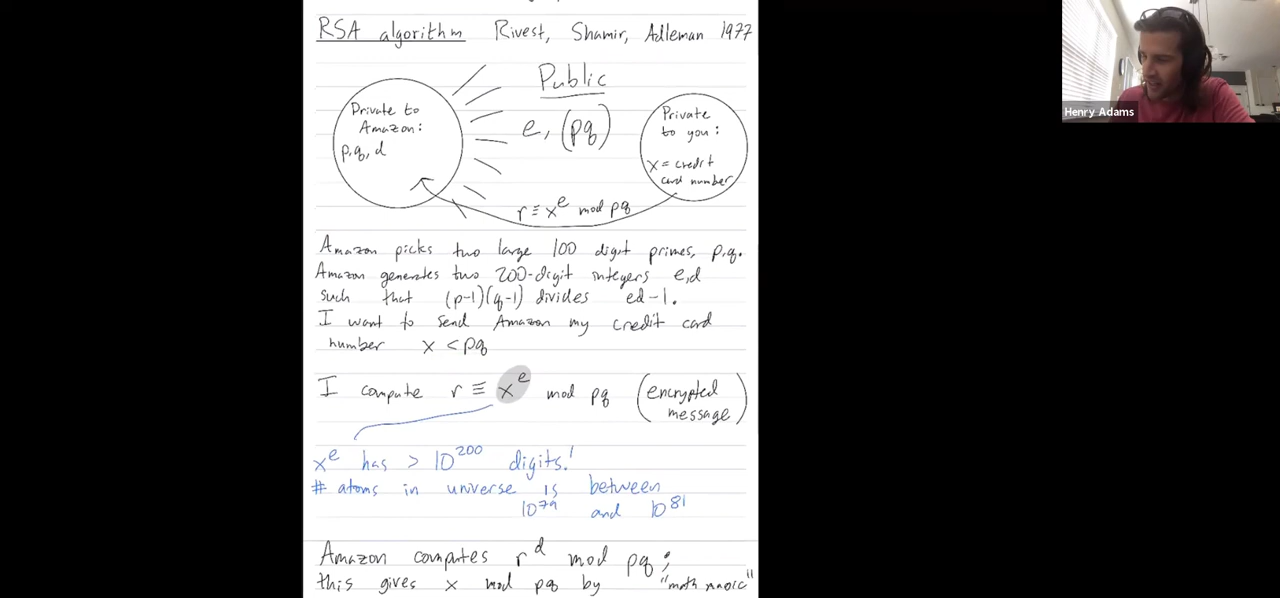 RSA algorithm Rivest, Shamir, Adleman 1977
Public
e, (pq)
Private to
Amazon:
p,q,d
Private
to you:
x = credit
card number
r ≡ x^e mod pq
Amazon picks two large 100 digit primes, p,q.
Amazon generates two 200-digit integers e,d
such that (p-1)(q-1) divides ed-1.
I want to send Amazon my credit card
number x < pq
I compute r ≡ x^e mod pq (encrypted
message)
x^e has > 10^200 digits!
# atoms in universe is between
10^79 and 10^81
Amazon computes r^d mod pq;
this gives x mod pq by "math magic"
Henry Adams